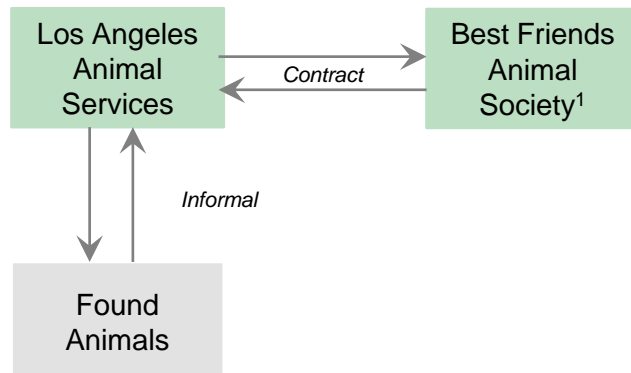 Los Angeles
Animal
Services
Contract
Best Friends
Animal
Society¹
Informal
Found
Animals